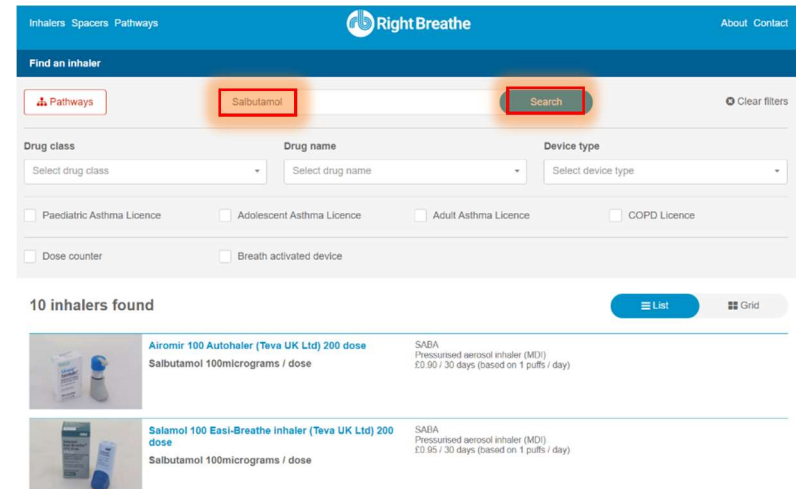 Inhalers Spacers Pathways
Right Breathe
About Contact
Find an inhaler
Pathways
Salbutamol
Search
Clear filters
Drug class
Drug name
Device type
Select drug class
Select drug name
Select device type
Paediatric Asthma Licence
Adolescent Asthma Licence
Adult Asthma Licence
COPD Licence
Dose counter
Breath activated device
10 inhalers found
List
Grid
Airomir 100 Autohaler (Teva UK Ltd) 200 dose
Salbutamol 100micrograms / dose
SABA
Pressurised aerosol inhaler (MDI)
£0.90 / 30 days (based on 1 puffs / day)
Salamol 100 Easi-Breathe inhaler (Teva UK Ltd) 200
dose
Salbutamol 100micrograms / dose
SABA
Pressurised aerosol inhaler (MDI)
£0.95 / 30 days (based on 1 puffs / day)